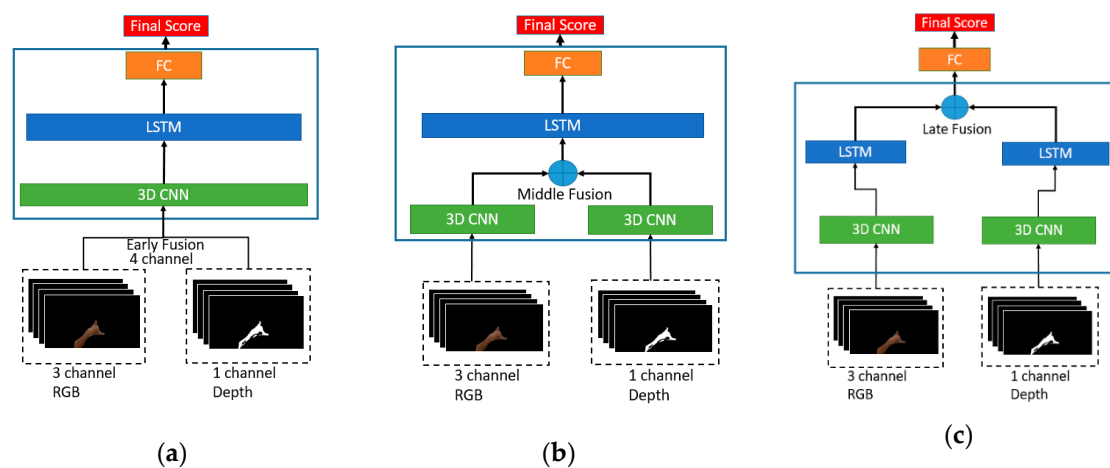 Final Score
FC
LSTM
3D CNN
Early Fusion
4 channel
3 channel
RGB
1 channel
Depth
(a)
Final Score
FC
LSTM
Middle Fusion
3D CNN
3D CNN
3 channel
RGB
1 channel
Depth
(b)
Final Score
FC
Late Fusion
LSTM
LSTM
3D CNN
3D CNN
3 channel
RGB
1 channel
Depth
(c)